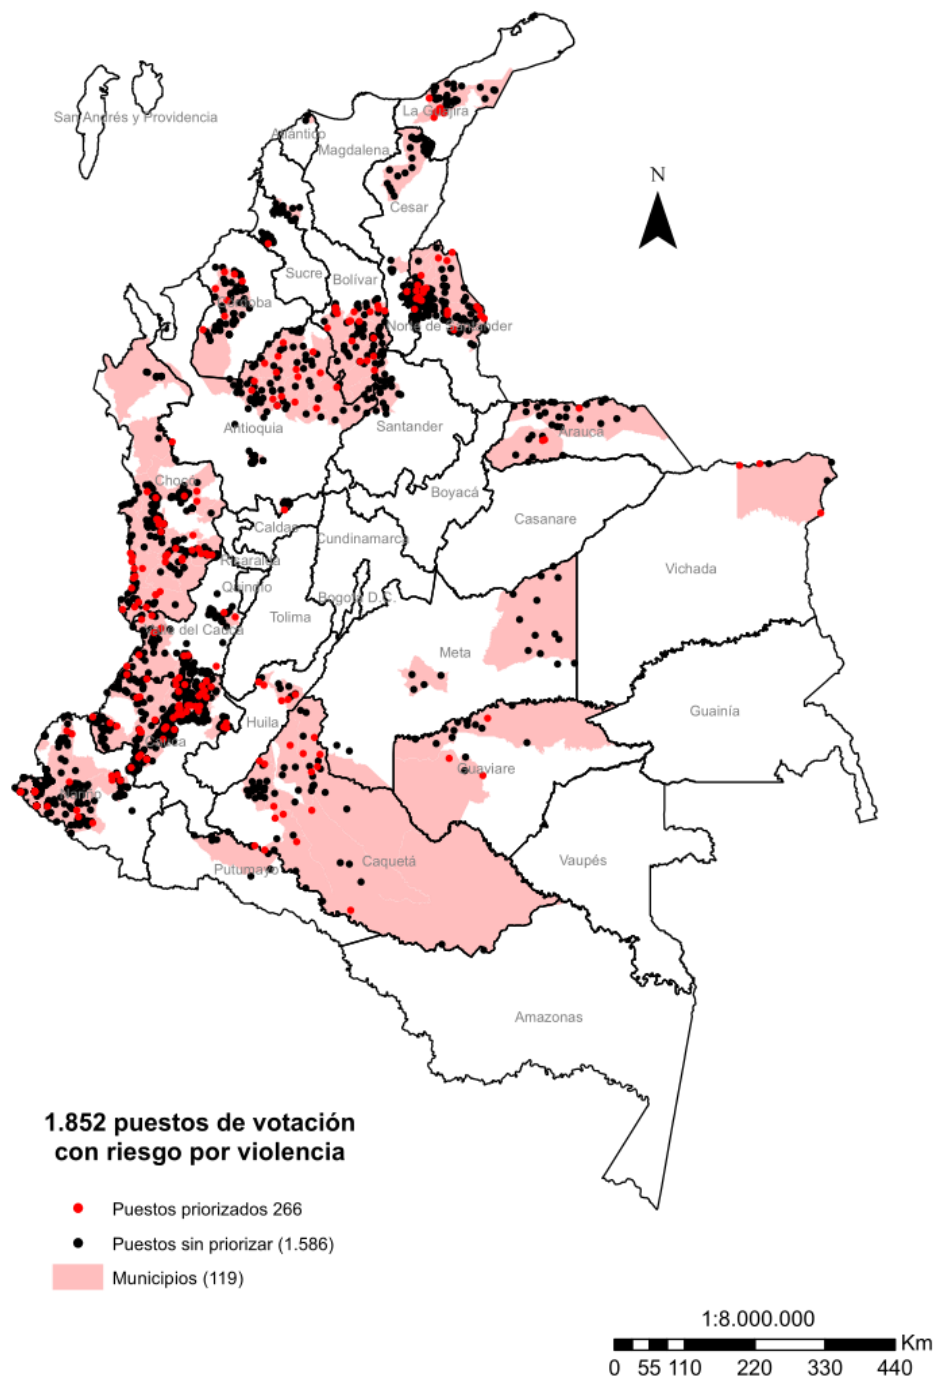 San Andrés y Providencia
La Guajira
Atlántico
Magdalena
N
Cesar
Sucre
Bolívar
Córdoba
Norte de Santander
Antioquia
Santander
Arauca
Chocó
Boyacá
Caldas
Casanare
Cundinamarca
Risaralda
Vichada
Quindio
Bogotá D.C.
Tolima
Valle del Cauca
Meta
Guainía
Huila
Cauca
Guaviare
Nariño
Caquetá
Vaupés
Putumayo
Amazonas
1.852 puestos de votación
con riesgo por violencia
Puestos priorizados 266
Puestos sin priorizar (1.586)
Municipios (119)
1:8.000.000
Km
0 55 110 220 330 440